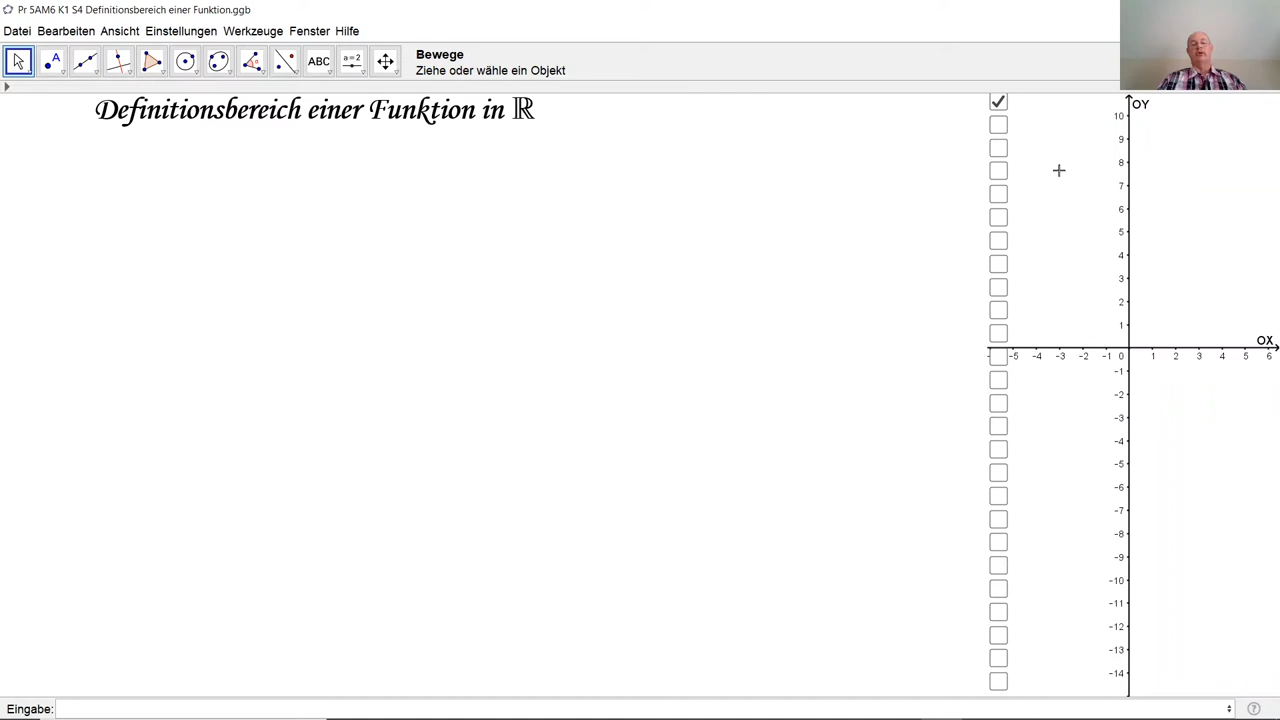 Pr 5AM6 K1 S4 Definitionsbereich einer Funktion.ggb
Datei Bearbeiten Ansicht Einstellungen Werkzeuge Fenster Hilfe
A
ABC
a=2
Bewege
Ziehe oder wähle ein Objekt
Definitionsbereich einer Funktion in ℝ
OY
10
9
8
7
6
5
4
3
2
1
OX
-5 -4 -3 -2 -1 0 1 2 3 4 5 6
-1
-2
-3
-4
-5
-6
-7
-8
-9
-10
-11
-12
-13
-14
Eingabe:
?